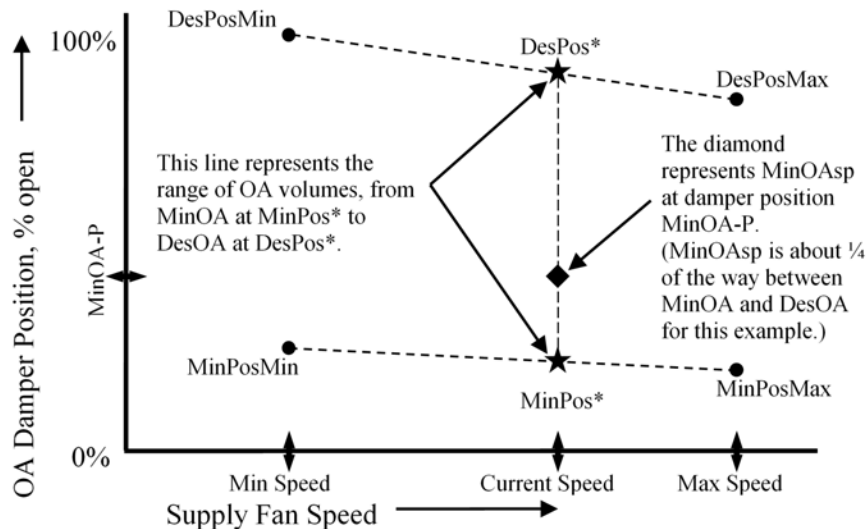 100%
DesPosMin
DesPos*
DesPosMax
This line represents the
range of OA volumes, from
MinOA at MinPos* to
DesOA at DesPos*.
The diamond
represents MinOAsp
at damper position
MinOA-P.
(MinOAsp is about ¼
of the way between
MinOA and DesOA
for this example.)
OA Damper Position, % open
MinOA-P
MinPosMin
MinPos*
MinPosMax
0%
Min Speed
Current Speed
Max Speed
Supply Fan Speed